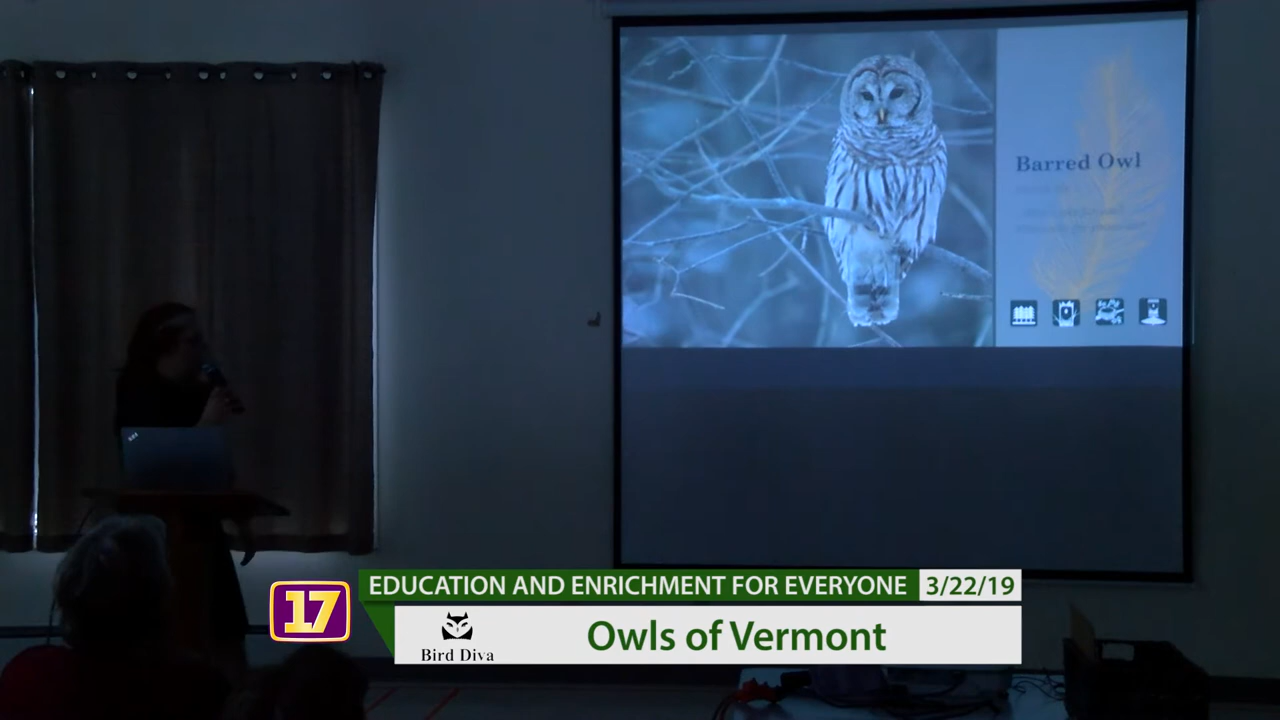 Barred Owl
17
EDUCATION AND ENRICHMENT FOR EVERYONE 3/22/19
Bird Diva
Owls of Vermont